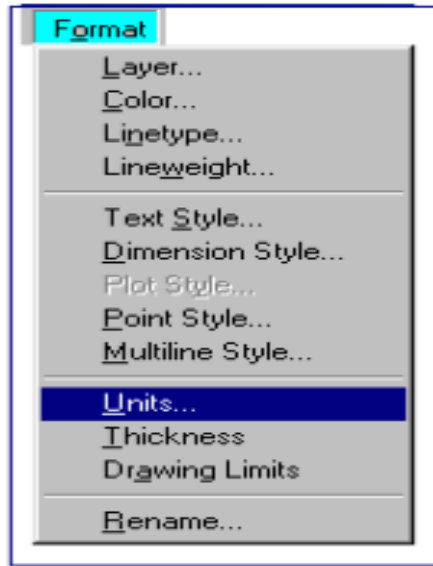 Format
Layer...
Color...
Linetype...
Lineweight...
Text Style...
Dimension Style...
Plot Style...
Point Style...
Multiline Style...
Units...
Thickness
Drawing Limits
Rename...